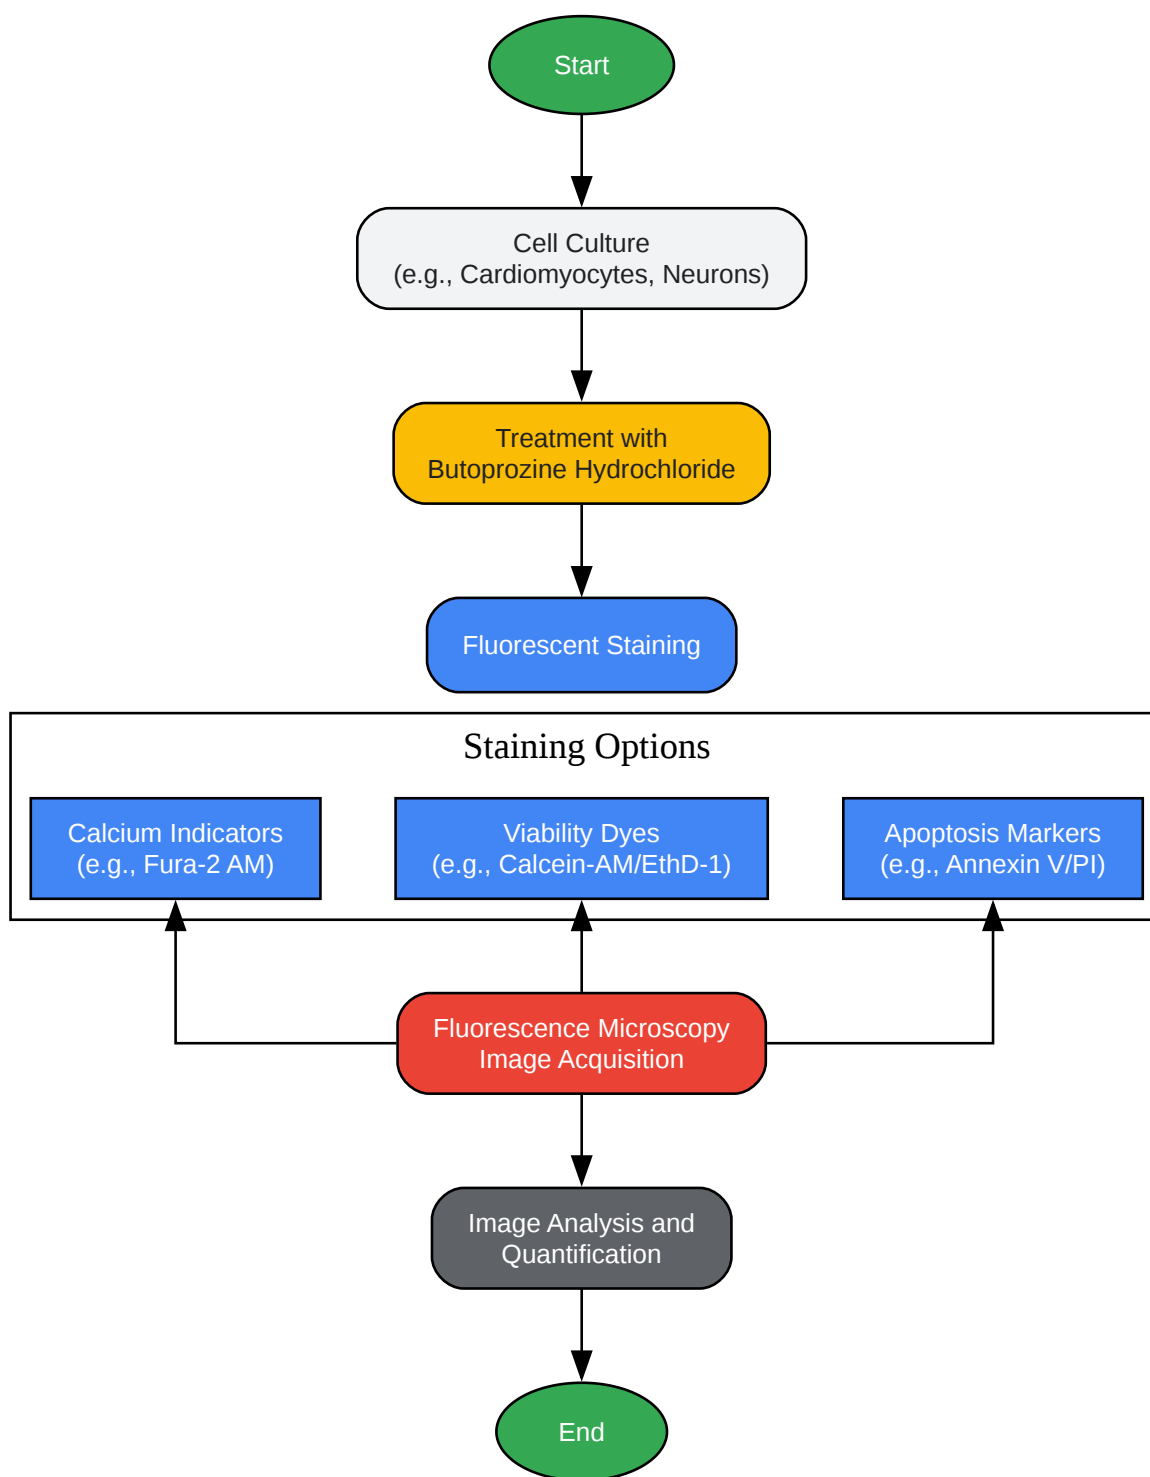 Start
Cell Culture
(e.g., Cardiomyocytes, Neurons)
Treatment with
Butoprozine Hydrochloride
Fluorescent Staining
Staining Options
Calcium Indicators
(e.g., Fura-2 AM)
Viability Dyes
(e.g., Calcein-AM/EthD-1)
Apoptosis Markers
(e.g., Annexin V/PI)
Fluorescence Microscopy
Image Acquisition
Image Analysis and
Quantification
End